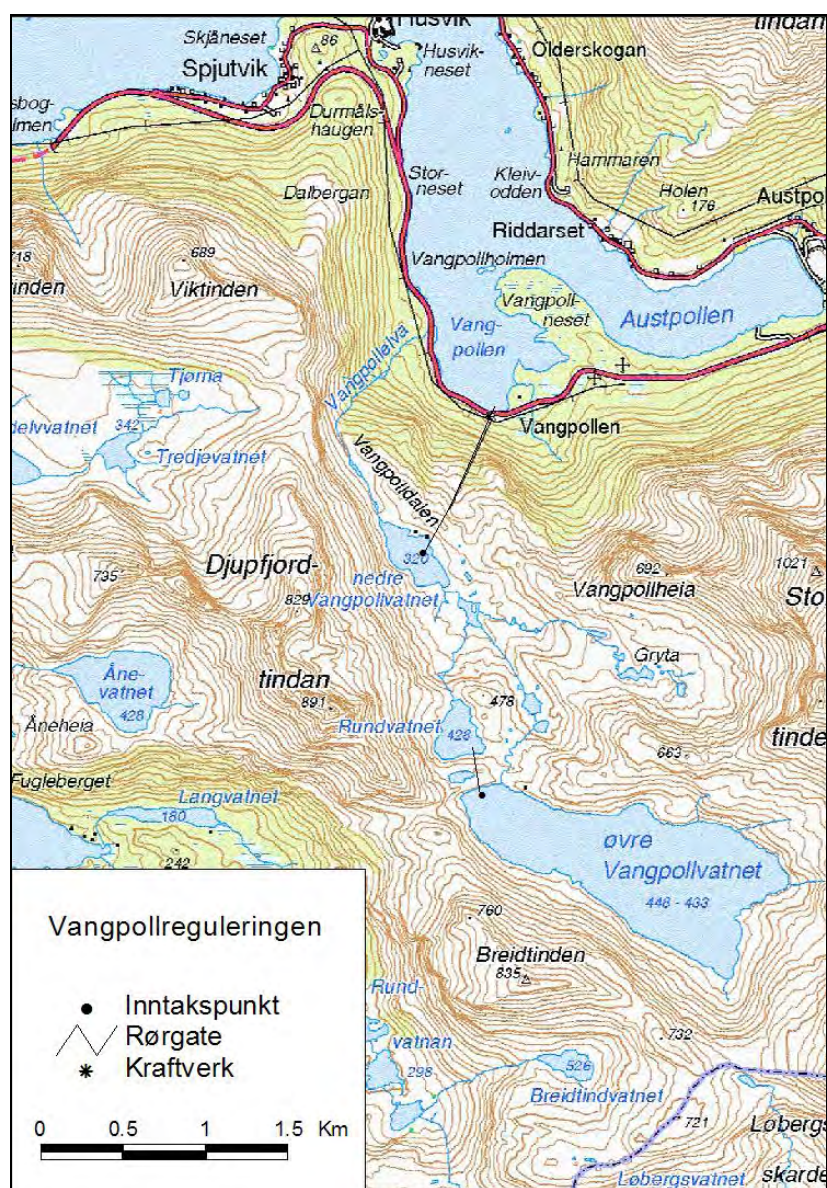 Husvik
tindan
Skjåneset
86
Husvik-
neset
Olderskogan
Spjutvik
Durmåls-
haugen
Stor-
neset
Kleiv-
odden
Hammaren
Holen
176
Dalbergan
Riddarset
689
Vangpollholmen
Viktinden
Vangpoll-
neset
Austpollen
Vang-
pollen
Vangpollelva
Tjørna
342
Tredjevatnet
Vangpollen
Vangpolldalen
735
Djupfjord-
320
nedre
Vangpollvatnet
692
Vangpollheia
1021
829
Gryta
Åne-
vatnet
428
tindan
891
478
Rundvatnet
428
663
Åneheia
Fugleberget
Langvatnet
180
øvre
Vangpollvatnet
448 - 433
242
760
Breidtinden
835
Rund-
vatnan
298
732
526
Breidtindvatnet
721
Løbergsvatnet
skarde
Vangpollreguleringen
Inntakspunkt
Rørgate
Kraftverk
0 0.5 1 1.5 Km